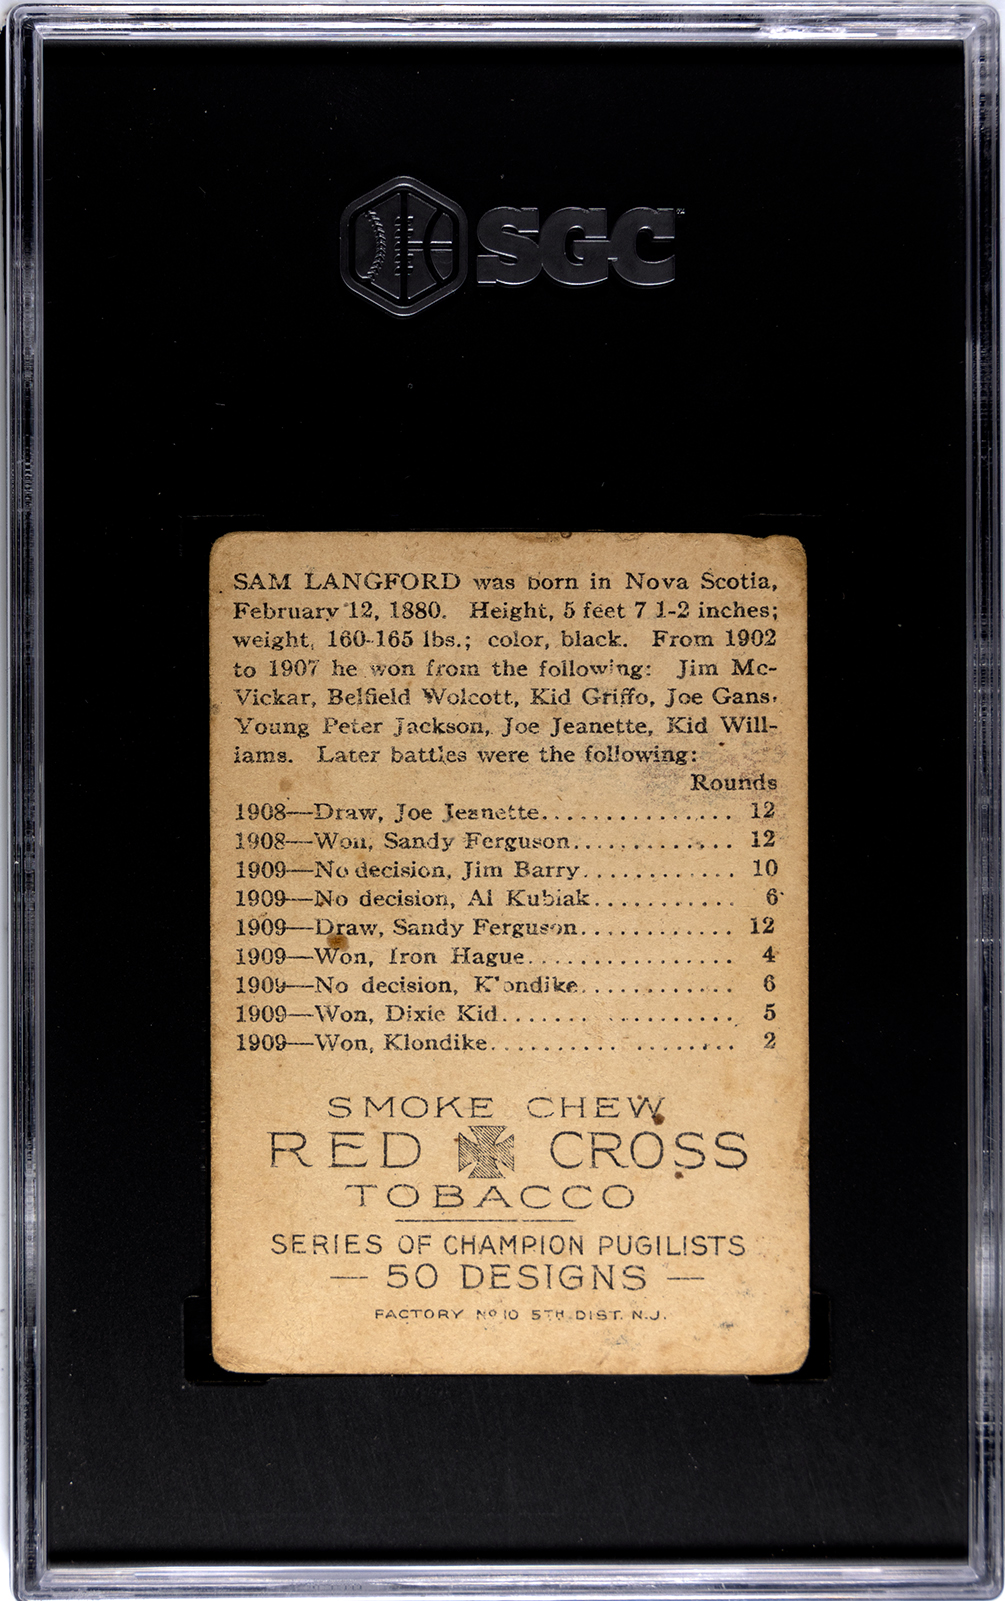 SGC
SAM LANGFORD was born in Nova Scotia,
February 12, 1880. Height, 5 feet 7 1-2 inches;
weight, 160-165 lbs.; color, black. From 1902
to 1907 he won from the following: Jim Mc-
Vickar, Belfield Wolcott, Kid Griffo, Joe Gans,
Young Peter Jackson, Joe Jeanette, Kid Will-
iams. Later battles were the following:
Rounds
1908—Draw, Joe Jeanette.................. 12
1908—Won, Sandy Ferguson............... 12
1909—No decision, Jim Barry............. 10
1909—No decision, Al Kubiak............ 6
1909—Draw, Sandy Ferguson............. 12
1909—Won, Iron Hague.................. 4
1909—No decision, Klondike............. 6
1909—Won, Dixie Kid.................... 5
1909—Won, Klondike..................... 2
SMOKE CHEW
RED CROSS
TOBACCO
SERIES OF CHAMPION PUGILISTS
— 50 DESIGNS —
FACTORY Nº 10 5TH. DIST. N.J.